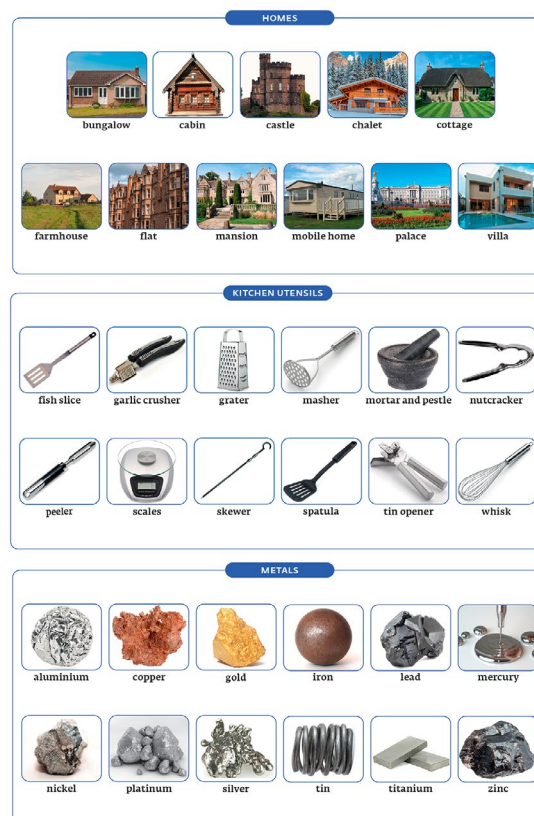 HOMES
bungalow cabin castle chalet cottage
farmhouse flat mansion mobile home palace villa
KITCHEN UTENSILS
fish slice garlic crusher grater masher mortar and pestle nutcracker
peeler scales skewer spatula tin opener whisk
METALS
aluminium copper gold iron lead mercury
nickel platinum silver tin titanium zinc